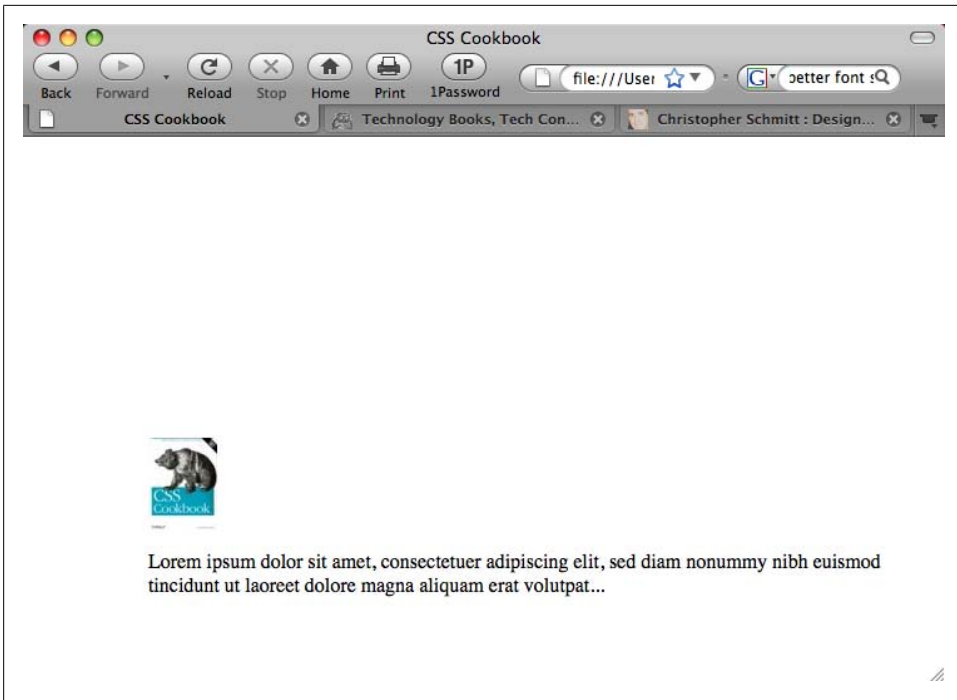 CSS Cookbook
1P
file:///User
G
better font s
Back Forward Reload Stop Home Print 1Password
CSS Cookbook
Technology Books, Tech Con...
Christopher Schmitt : Design...
CSS
Cookbook
Lorem ipsum dolor sit amet, consectetuer adipiscing elit, sed diam nonummy nibh euismod
tincidunt ut laoreet dolore magna aliquam erat volutpat...